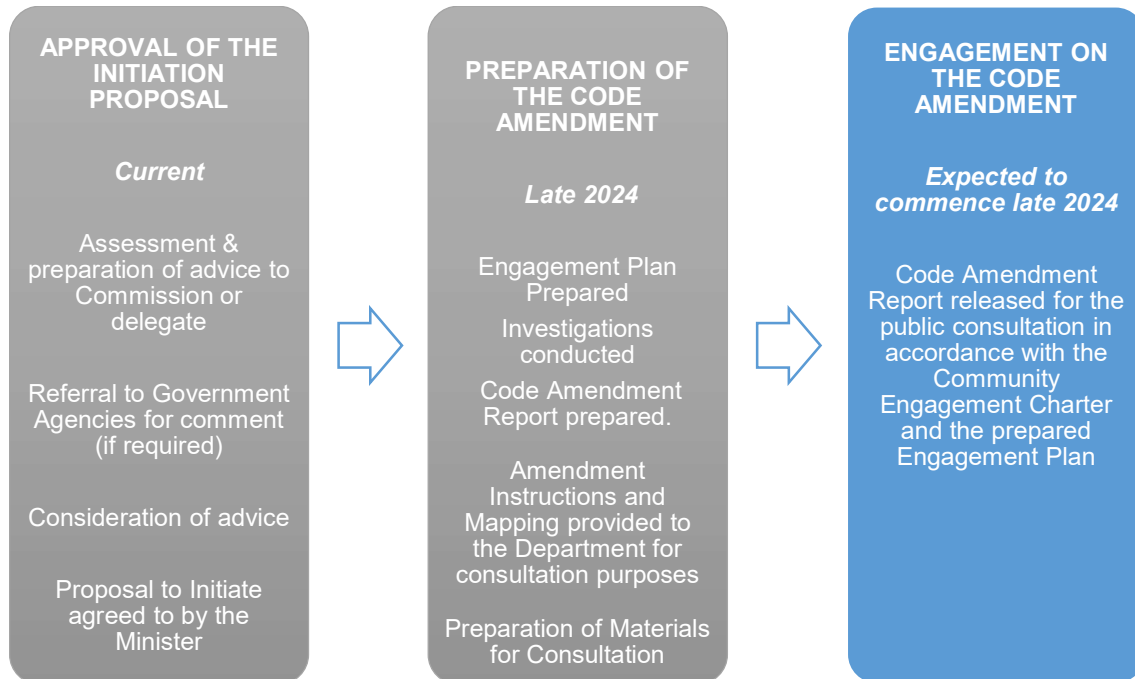 APPROVAL OF THE
INITIATION
PROPOSAL
Current
Assessment &
preparation of advice to
Commission or
delegate
Referral to Government
Agencies for comment
(if required)
Consideration of advice
Proposal to Initiate
agreed to by the
Minister
PREPARATION OF
THE CODE
AMENDMENT
Late 2024
Engagement Plan
Prepared
Investigations
conducted
Code Amendment
Report prepared.
Amendment
Instructions and
Mapping provided to
the Department for
consultation purposes
Preparation of Materials
for Consultation
ENGAGEMENT ON
THE CODE
AMENDMENT
Expected to
commence late 2024
Code Amendment
Report released for the
public consultation in
accordance with the
Community
Engagement Charter
and the prepared
Engagement Plan